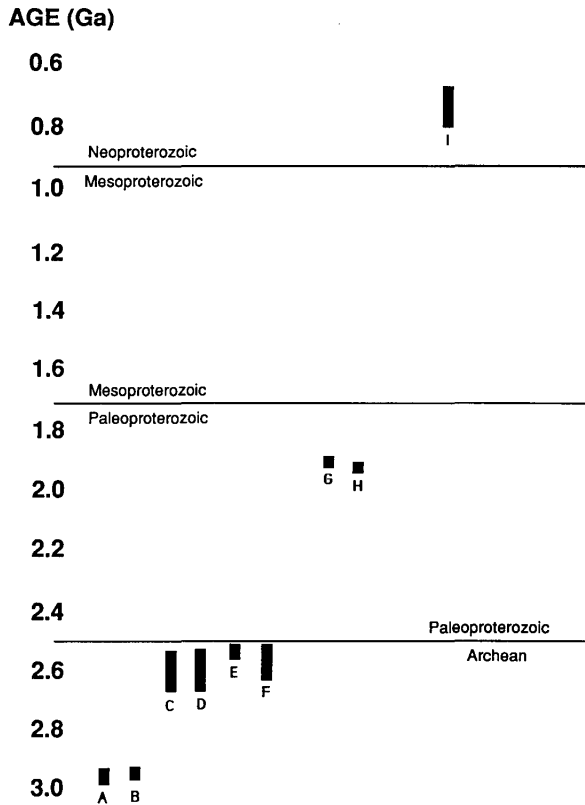 AGE (Ga)
0.6
0.8
I
Neoproterozoic
Mesoproterozoic
1.0
1.2
1.4
1.6
Mesoproterozoic
Paleoproterozoic
1.8
G H
2.0
2.2
2.4
Paleoproterozoic
Archean
2.6
C D E F
2.8
3.0
A B